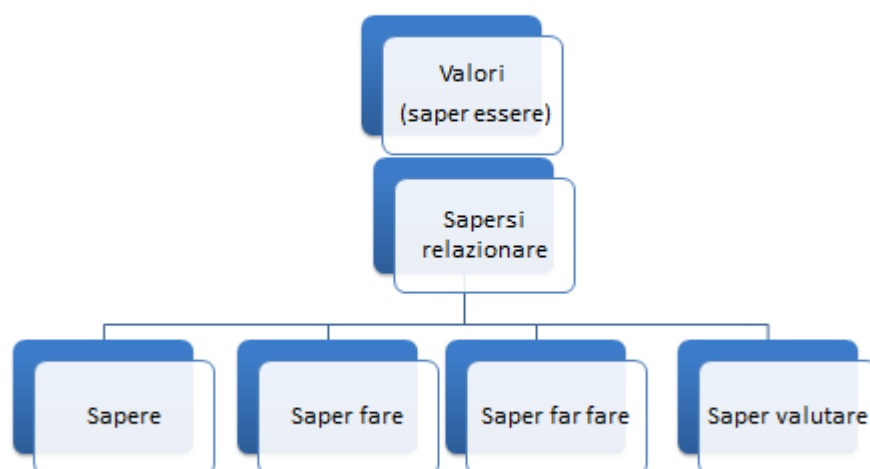 Valori
(saper essere)
Sapersi
relazionare
Sapere
Saper fare
Saper far fare
Saper valutare